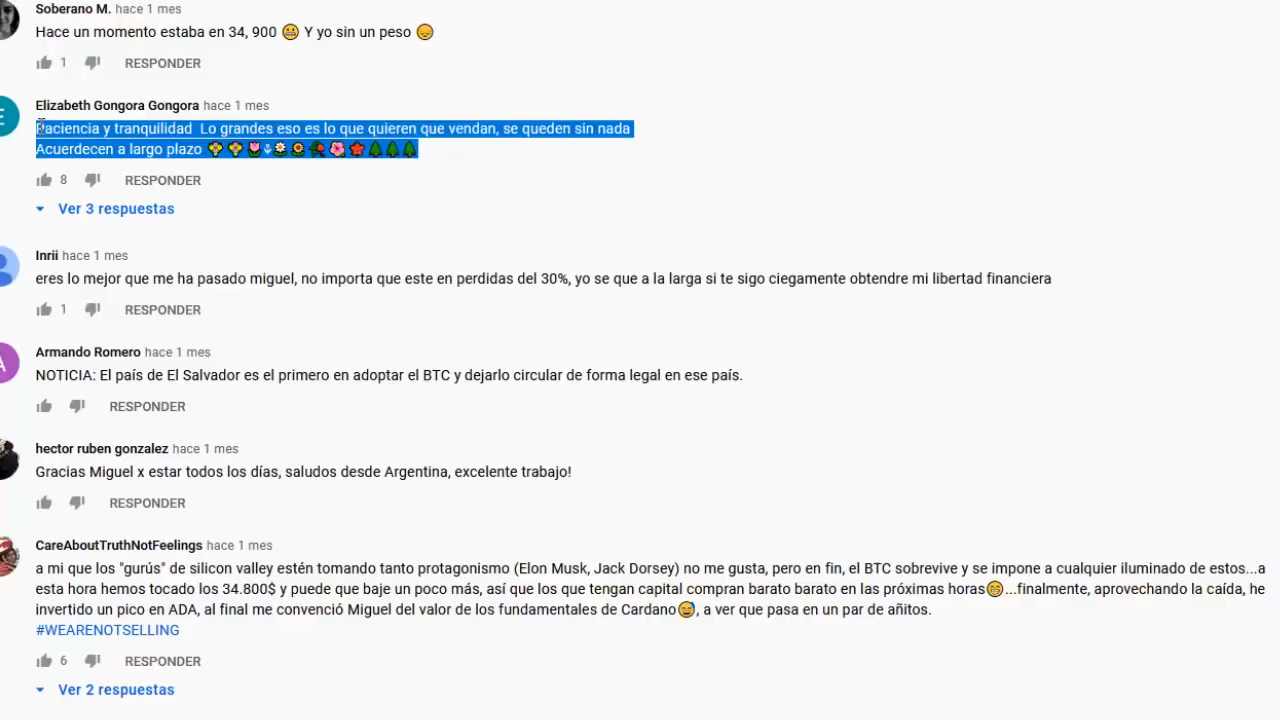 Soberano M. hace 1 mes
Hace un momento estaba en 34, 900 😬 Y yo sin un peso 😞
1 RESPONDER
E
Elizabeth Gongora Gongora hace 1 mes
Paciencia y tranquilidad Lo grandes eso es lo que quieren que vendan, se queden sin nada
Acuerdecen a largo plazo 💐💐🌷⚘🌼🌻🌹🌺🏵🌲🌲🌲
8 RESPONDER
Ver 3 respuestas
Inrii hace 1 mes
eres lo mejor que me ha pasado miguel, no importa que este en perdidas del 30%, yo se que a la larga si te sigo ciegamente obtendre mi libertad financiera
1 RESPONDER
A
Armando Romero hace 1 mes
NOTICIA: El país de El Salvador es el primero en adoptar el BTC y dejarlo circular de forma legal en ese país.
RESPONDER
hector ruben gonzalez hace 1 mes
Gracias Miguel x estar todos los días, saludos desde Argentina, excelente trabajo!
RESPONDER
CareAboutTruthNotFeelings hace 1 mes
a mi que los "gurús" de silicon valley estén tomando tanto protagonismo (Elon Musk, Jack Dorsey) no me gusta, pero en fin, el BTC sobrevive y se impone a cualquier iluminado de estos...a
esta hora hemos tocado los 34.800$ y puede que baje un poco más, así que los que tengan capital compran barato barato en las próximas horas😁...finalmente, aprovechando la caída, he
invertido un pico en ADA, al final me convenció Miguel del valor de los fundamentales de Cardano😅, a ver que pasa en un par de añitos.
#WEARENOTSELLING
6 RESPONDER
Ver 2 respuestas